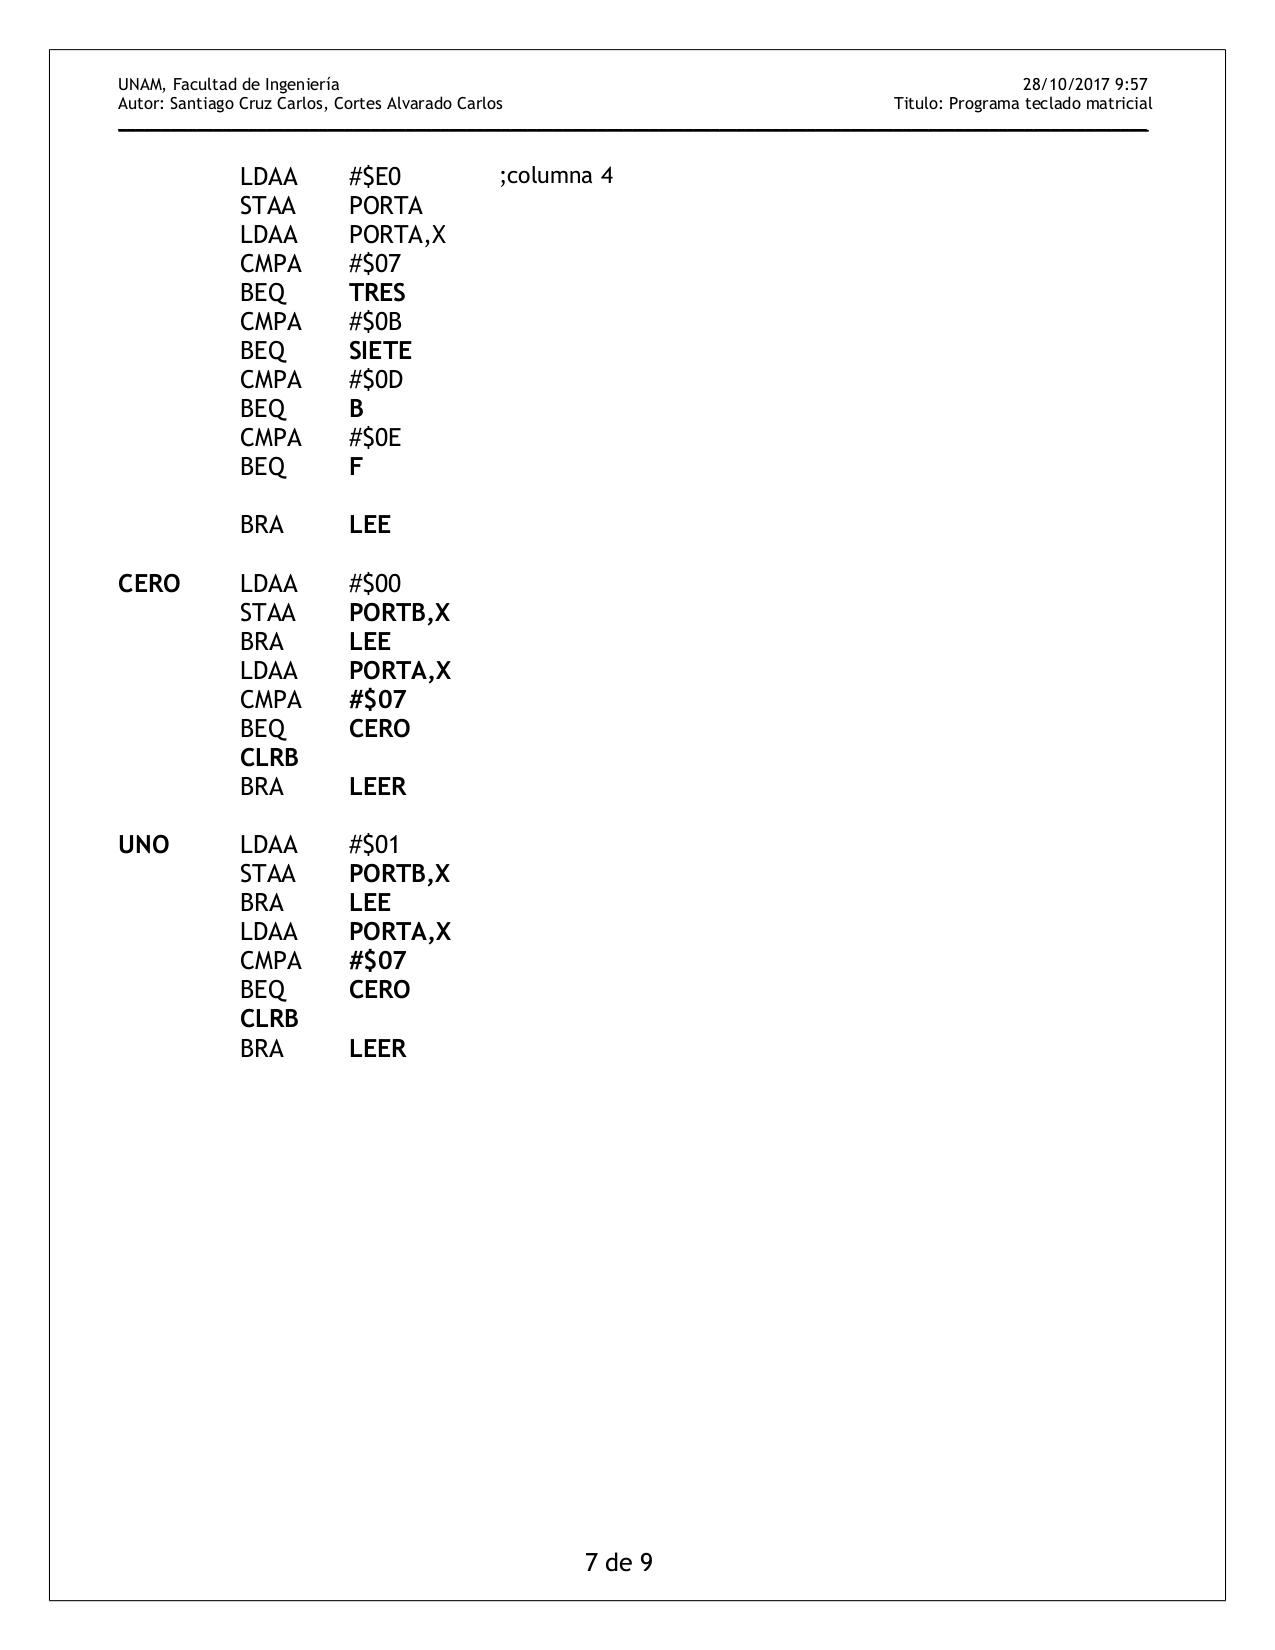 UNAM, Facultad de Ingeniería 28/10/2017 9:57
Autor: Santiago Cruz Carlos, Cortes Alvarado Carlos Titulo: Programa teclado matricial
LDAA #$E0 ;columna 4
STAA PORTA
LDAA PORTA,X
CMPA #$07
BEQ TRES
CMPA #$0B
BEQ SIETE
CMPA #$0D
BEQ B
CMPA #$0E
BEQ F
BRA LEE
CERO LDAA #$00
STAA PORTB,X
BRA LEE
LDAA PORTA,X
CMPA #$07
BEQ CERO
CLRB
BRA LEER
UNO LDAA #$01
STAA PORTB,X
BRA LEE
LDAA PORTA,X
CMPA #$07
BEQ CERO
CLRB
BRA LEER
7 de 9